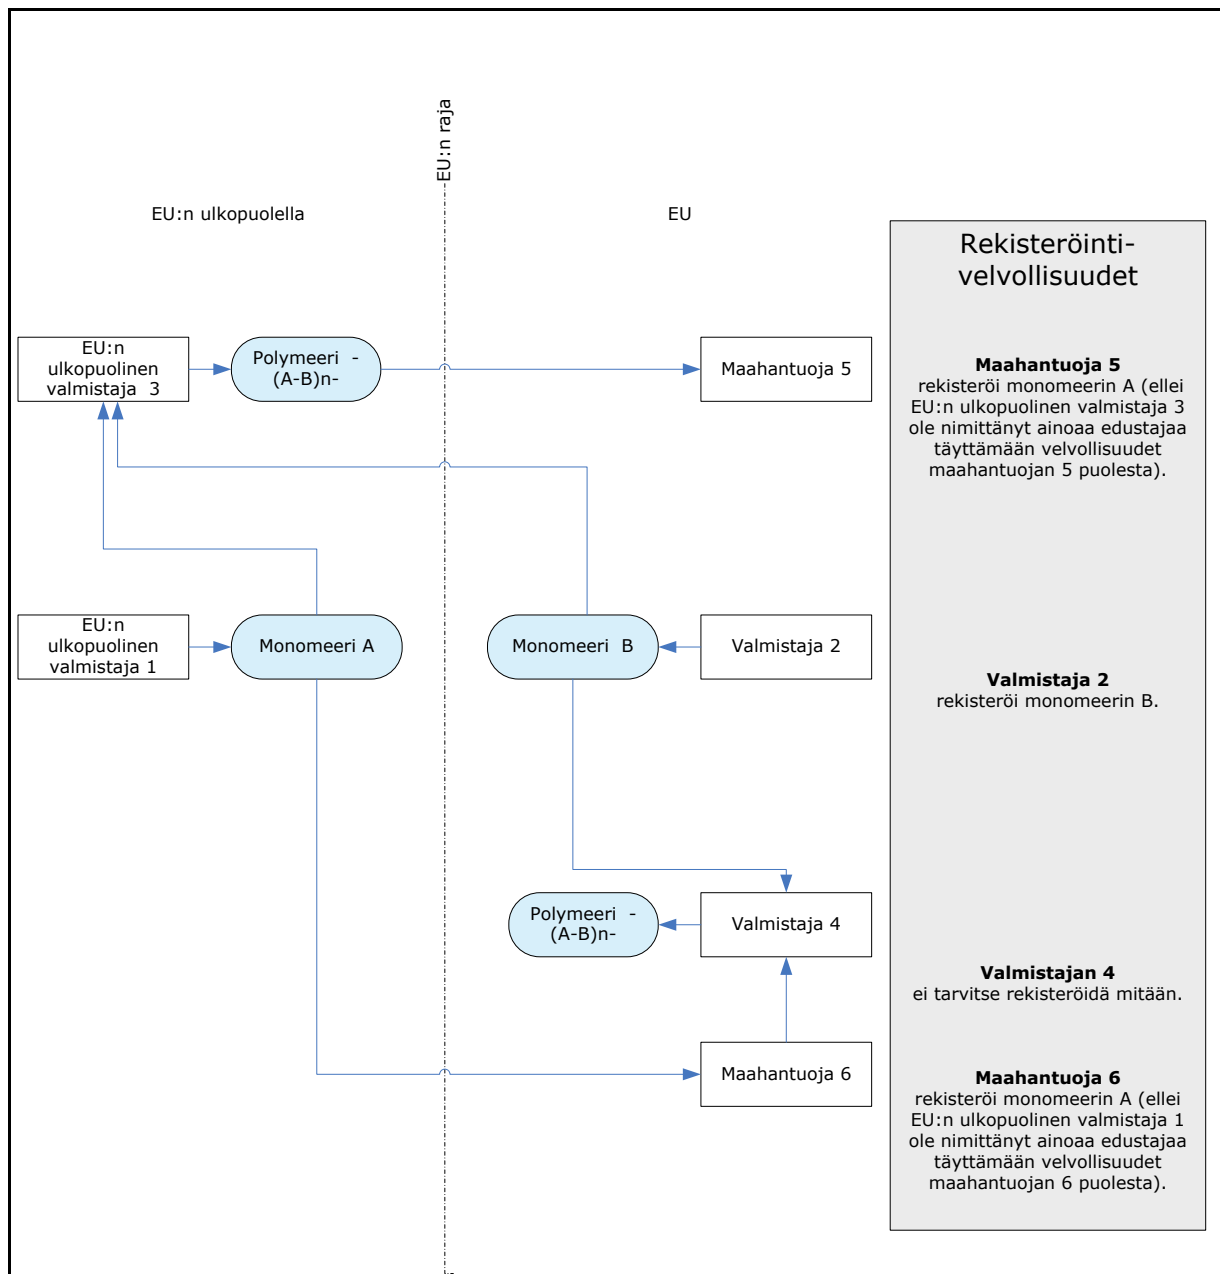 EU:n raja
EU:n ulkopuolella
EU
Rekisteröinti-
velvollisuudet
EU:n
ulkopuolinen
valmistaja 3
Polymeeri -
(A-B)n-
Maahantuoja 5
Maahantuoja 5
rekisteröi monomeerin A (ellei
EU:n ulkopuolinen valmistaja 3
ole nimittänyt ainoaa edustajaa
täyttämään velvollisuudet
maahantuojan 5 puolesta).
EU:n
ulkopuolinen
valmistaja 1
Monomeeri A
Monomeeri B
Valmistaja 2
Valmistaja 2
rekisteröi monomeerin B.
Polymeeri -
(A-B)n-
Valmistaja 4
Valmistajan 4
ei tarvitse rekisteröidä mitään.
Maahantuoja 6
Maahantuoja 6
rekisteröi monomeerin A (ellei
EU:n ulkopuolinen valmistaja 1
ole nimittänyt ainoaa edustajaa
täyttämään velvollisuudet
maahantuojan 6 puolesta).